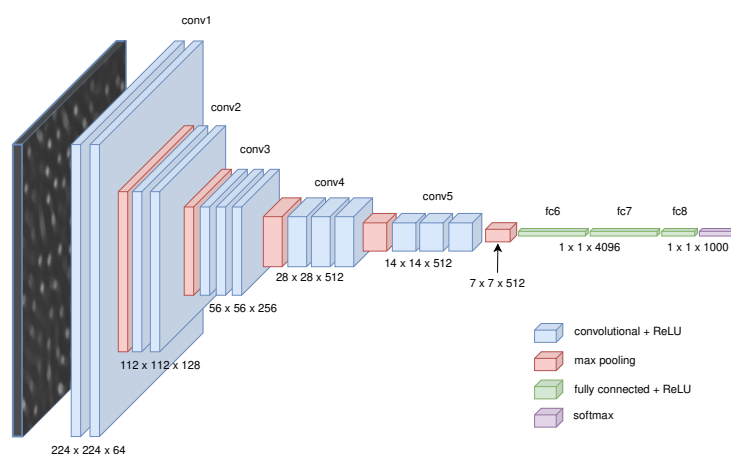 conv1
conv2
conv3
conv4
conv5
fc6
fc7
fc8
1 x 1 x 4096
1 x 1 x 1000
14 x 14 x 512
28 x 28 x 512
7 x 7 x 512
56 x 56 x 256
112 x 112 x 128
224 x 224 x 64
convolutional + ReLU
max pooling
fully connected + ReLU
softmax